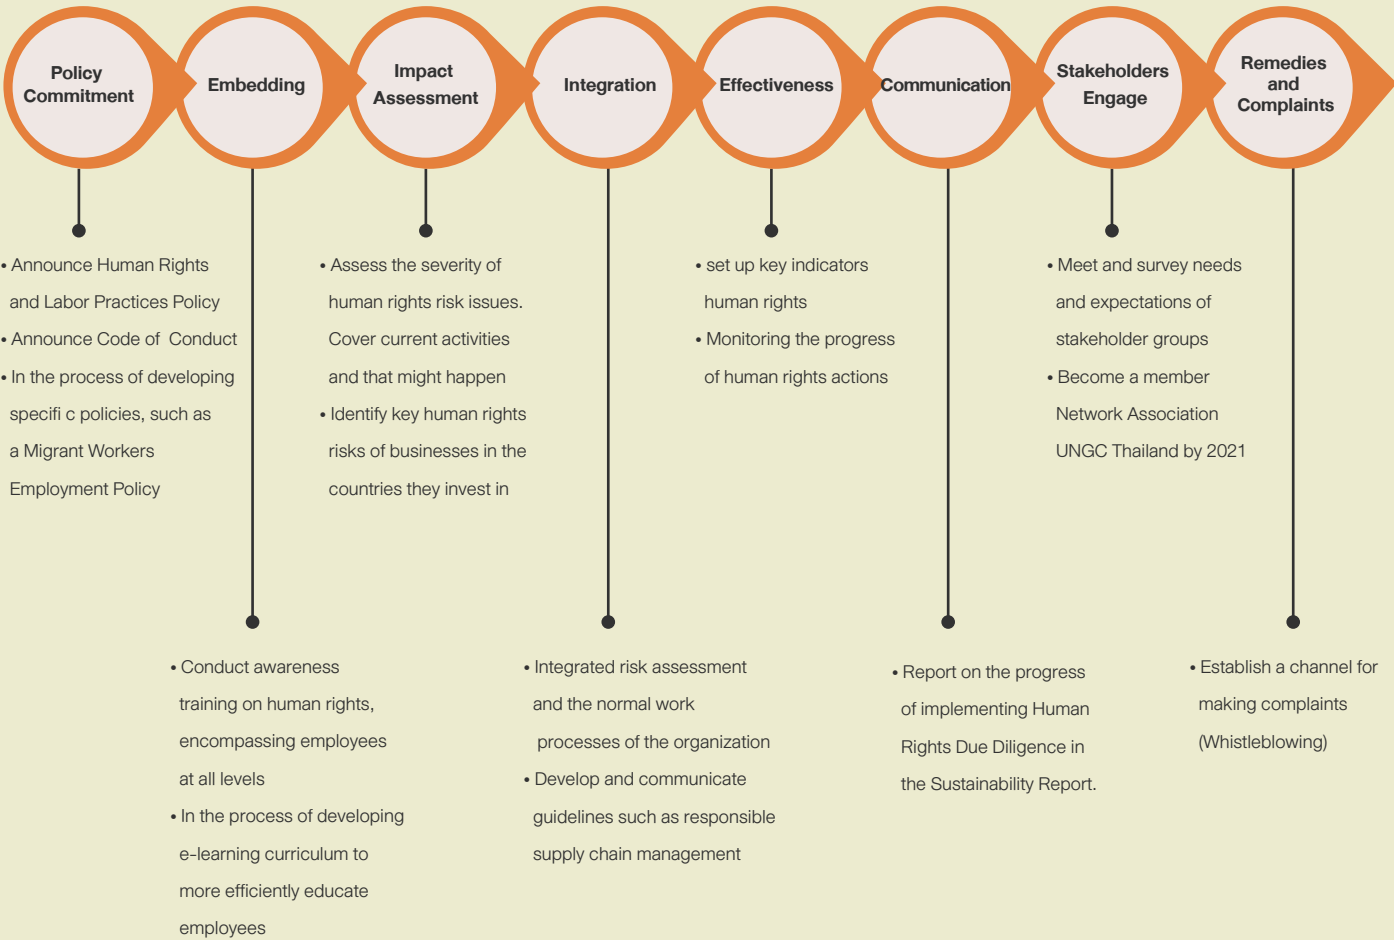 Policy
Commitment
Embedding
Impact
Assessment
Integration
Effectiveness
Communication
Stakeholders
Engage
Remedies
and
Complaints
• Announce Human Rights
and Labor Practices Policy
• Announce Code of Conduct
• In the process of developing
specifi c policies, such as
a Migrant Workers
Employment Policy
• Assess the severity of
human rights risk issues.
Cover current activities
and that might happen
• Identify key human rights
risks of businesses in the
countries they invest in
• set up key indicators
human rights
• Monitoring the progress
of human rights actions
• Meet and survey needs
and expectations of
stakeholder groups
• Become a member
Network Association
UNGC Thailand by 2021
• Conduct awareness
training on human rights,
encompassing employees
at all levels
• In the process of developing
e-learning curriculum to
more efficiently educate
employees
• Integrated risk assessment
and the normal work
processes of the organization
• Develop and communicate
guidelines such as responsible
supply chain management
• Report on the progress
of implementing Human
Rights Due Diligence in
the Sustainability Report.
• Establish a channel for
making complaints
(Whistleblowing)